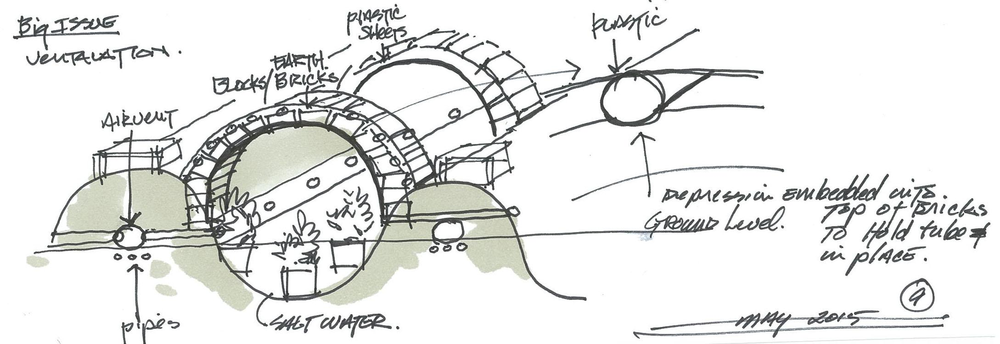 Big ISSUE
VENTALATION.
PLASTIC
SHEETS
PLASTIC
EARTH.
BLOCKS/BRICKS
AIRVENT
Depression EMbedded into.
GROUND Level.
Top of Bricks
To Hold tube
in pLACE.
SALT WATER.
pipes
MAY 2015
9